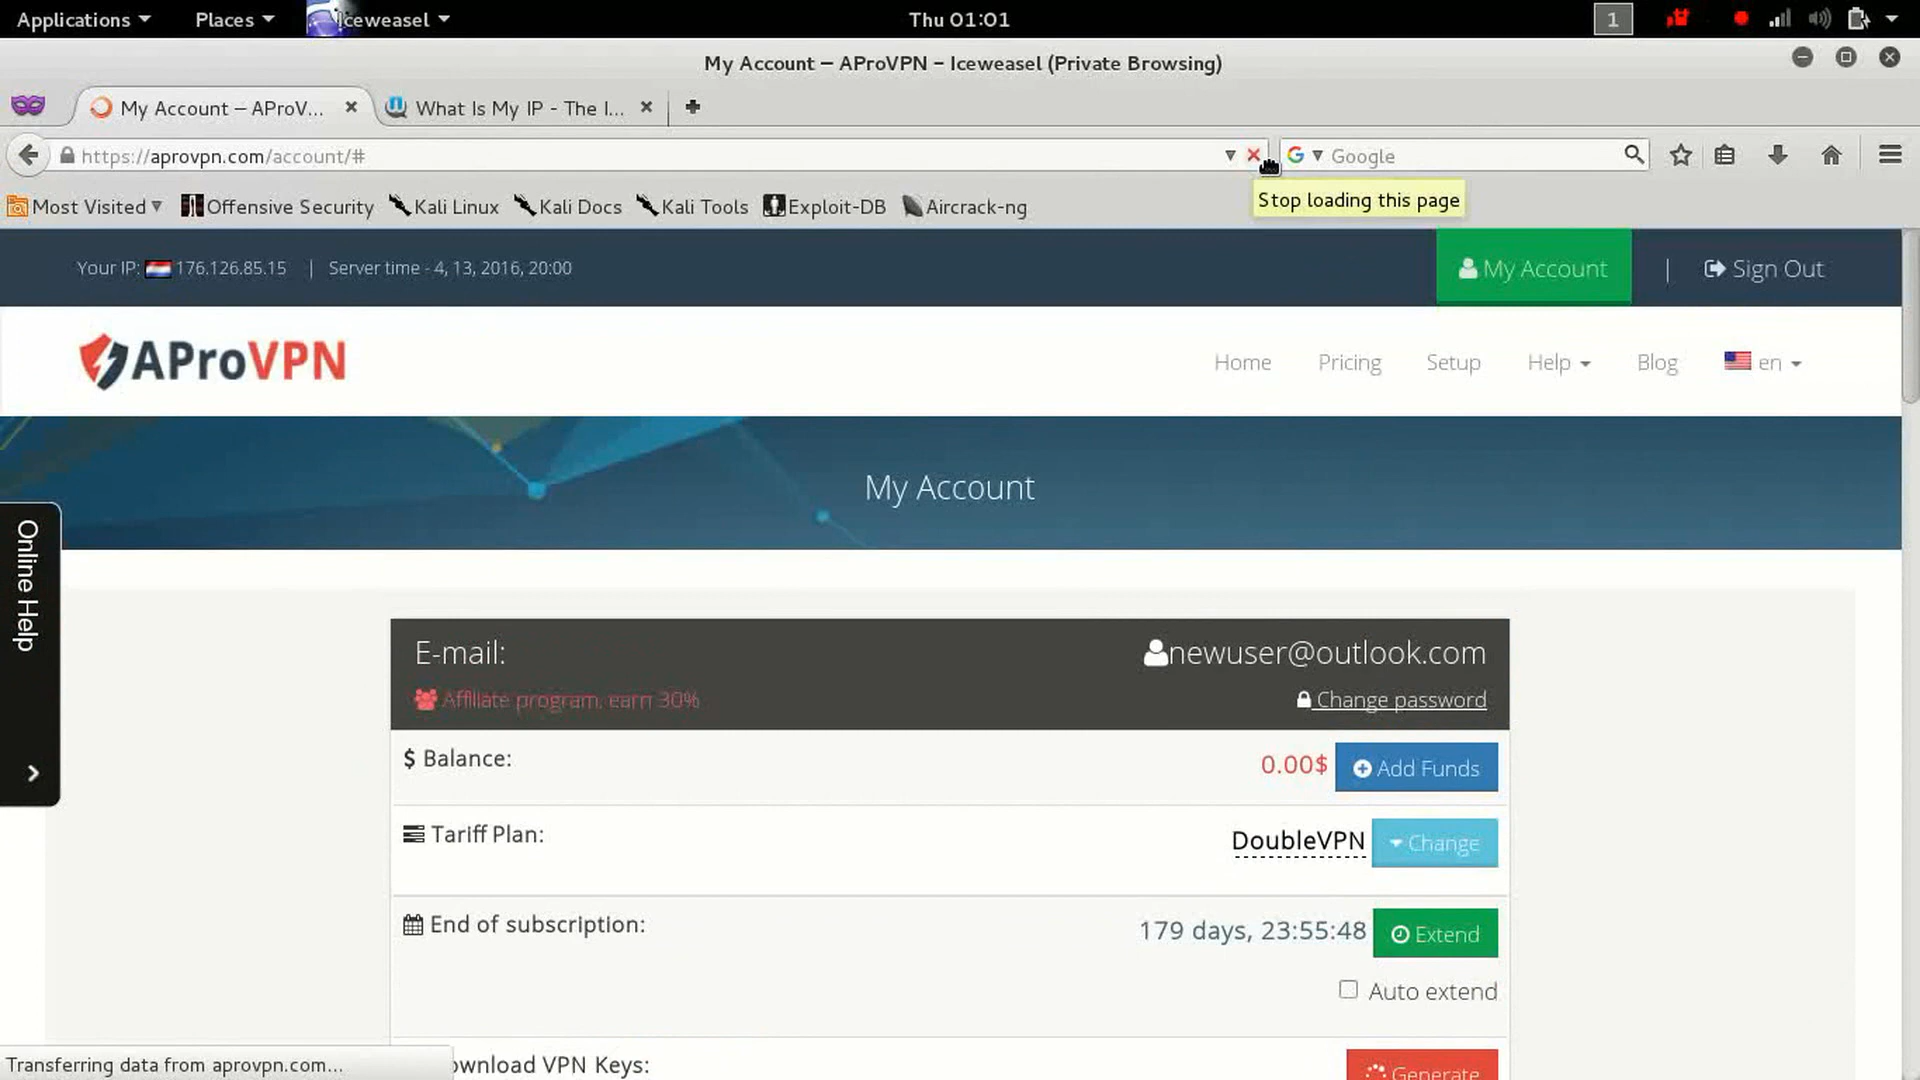 Applications Places Iceweasel Thu 01:01 1
My Account – AProVPN – Iceweasel (Private Browsing)
My Account – AProV... What Is My IP - The I...
https://aprovpn.com/account/# Google
Stop loading this page
Most Visited Offensive Security Kali Linux Kali Docs Kali Tools Exploit-DB Aircrack-ng
Your IP: 176.126.85.15 | Server time - 4, 13, 2016, 20:00 My Account | Sign Out
AProVPN Home Pricing Setup Help Blog en
My Account
Online Help
E-mail: newuser@outlook.com
Affiliate program, earn 30% Change password
$ Balance: 0.00$ Add Funds
Tariff Plan: DoubleVPN Change
End of subscription: 179 days, 23:55:48 Extend
Auto extend
Transferring data from aprovpn.com... ownload VPN Keys: Generate